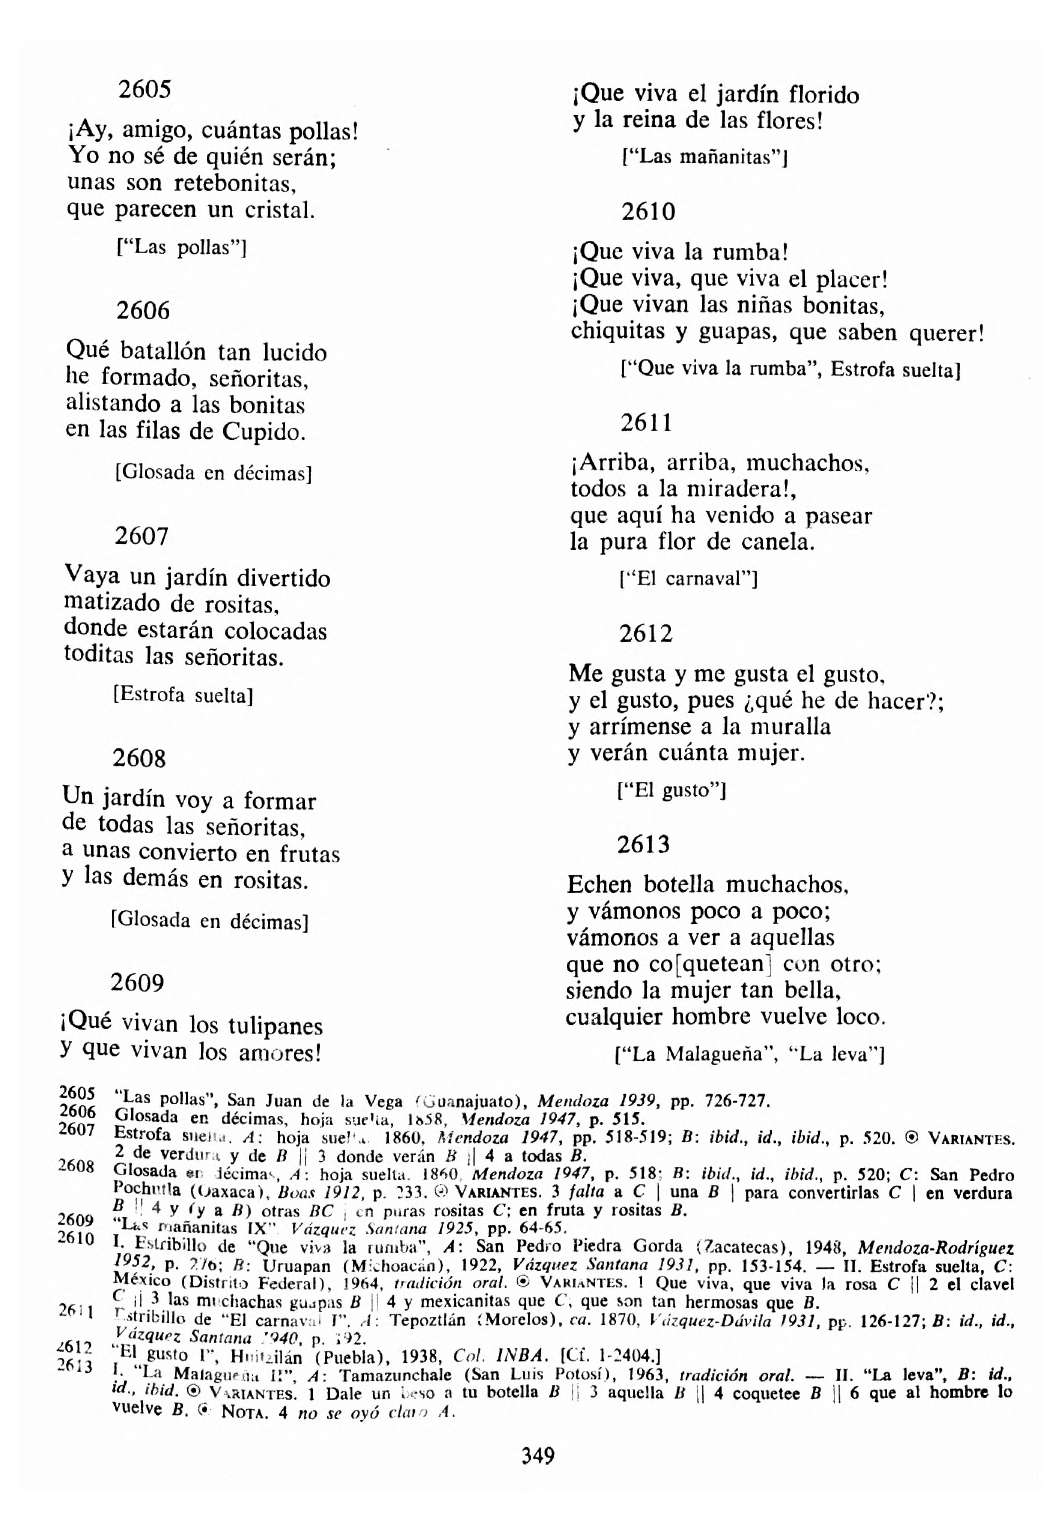 2605
¡Ay, amigo, cuántas pollas!
Yo no sé de quién serán;
unas son retebonitas,
que parecen un cristal.
[“Las pollas”]
2606
Qué batallón tan lucido
he formado, señoritas,
alistando a las bonitas
en las filas de Cupido.
[Glosada en décimas]
2607
Vaya un jardín divertido
matizado de rositas,
donde estarán colocadas
toditas las señoritas.
[Estrofa suelta]
2608
Un jardín voy a formar
de todas las señoritas,
a unas convierto en frutas
y las demás en rositas.
[Glosada en décimas]
2609
¡Qué vivan los tulipanes
y que vivan los amores!
¡Que viva el jardín florido
y la reina de las flores!
[“Las mañanitas”]
2610
¡Que viva la rumba!
¡Que viva, que viva el placer!
¡Que vivan las niñas bonitas,
chiquitas y guapas, que saben querer!
[“Que viva la rumba”, Estrofa suelta]
2611
¡Arriba, arriba, muchachos,
todos a la miradera!,
que aquí ha venido a pasear
la pura flor de canela.
[“El carnaval”]
2612
Me gusta y me gusta el gusto,
y el gusto, pues ¿qué he de hacer?;
y arrímense a la muralla
y verán cuánta mujer.
[“El gusto”]
2613
Echen botella muchachos,
y vámonos poco a poco;
vámonos a ver a aquellas
que no co[quetean] con otro;
siendo la mujer tan bella,
cualquier hombre vuelve loco.
[“La Malagueña”, “La leva”]
2605 “Las pollas”, San Juan de la Vega (Guanajuato), Mendoza 1939, pp. 726-727.
2606 Glosada en décimas, hoja suelta, 1858, Mendoza 1947, p. 515.
2607 Estrofa suelta. A: hoja suelta 1860, Mendoza 1947, pp. 518-519; B: ibid., id., ibid., p. 520. ⊙ VARIANTES.
2 de verdura y de B || 3 donde verán B || 4 a todas B.
2608 Glosada en décimas, A: hoja suelta. 1860, Mendoza 1947, p. 518; B: ibid., id., ibid., p. 520; C: San Pedro
Pochutla (Oaxaca), Boas 1912, p. 233. ⊙ VARIANTES. 3 falta a C | una B | para convertirlas C | en verdura
B || 4 y (y a B) otras BC | en puras rositas C; en fruta y rositas B.
2609 “Las mañanitas IX” Vázquez Santana 1925, pp. 64-65.
2610 I. Estribillo de “Que viva la rumba”, A: San Pedro Piedra Gorda (Zacatecas), 1948, Mendoza-Rodríguez
1952, p. 276; B: Uruapan (Michoacán), 1922, Vázquez Santana 1931, pp. 153-154. — II. Estrofa suelta, C:
México (Distrito Federal), 1964, tradición oral. ⊙ VARIANTES. 1 Que viva, que viva la rosa C || 2 el clavel
C || 3 las muchachas guapas B || 4 y mexicanitas que C, que son tan hermosas que B.
2611 Estribillo de “El carnaval I”. A: Tepoztlán (Morelos), ca. 1870, Vázquez-Dávila 1931, pp. 126-127; B: id., id.,
Vázquez Santana 1940, p. 192.
2612 “El gusto I”, Huitzilán (Puebla), 1938, Col. INBA. [Cf. 1-2404.]
2613 I. “La Malagueña II”, A: Tamazunchale (San Luis Potosí), 1963, tradición oral. — II. “La leva”, B: id.,
id., ibid. ⊙ VARIANTES. 1 Dale un beso a tu botella B || 3 aquella B || 4 coquetee B || 6 que al hombre lo
vuelve B. ⊙ NOTA. 4 no se oyó claro A.
349